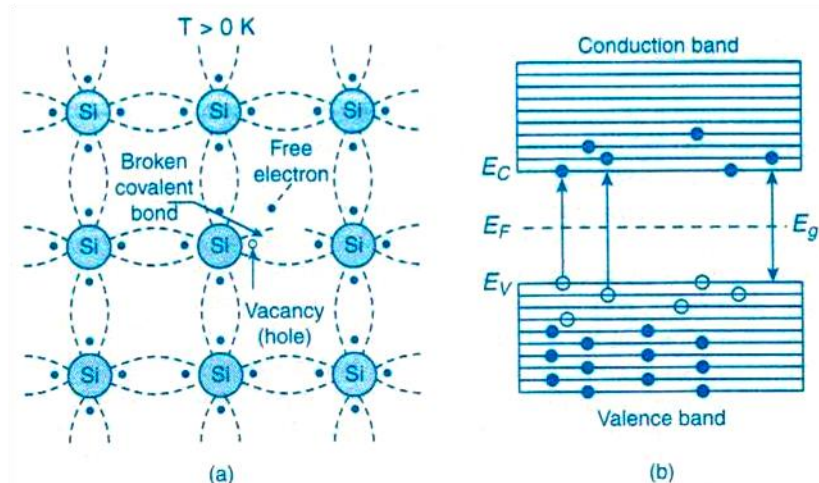 T > 0 K
Si Si Si
Broken
covalent
bond
Free
electron
Si Si Si
Vacancy
(hole)
Si Si Si
(a)
Conduction band
E_C
E_F
E_g
E_V
Valence band
(b)